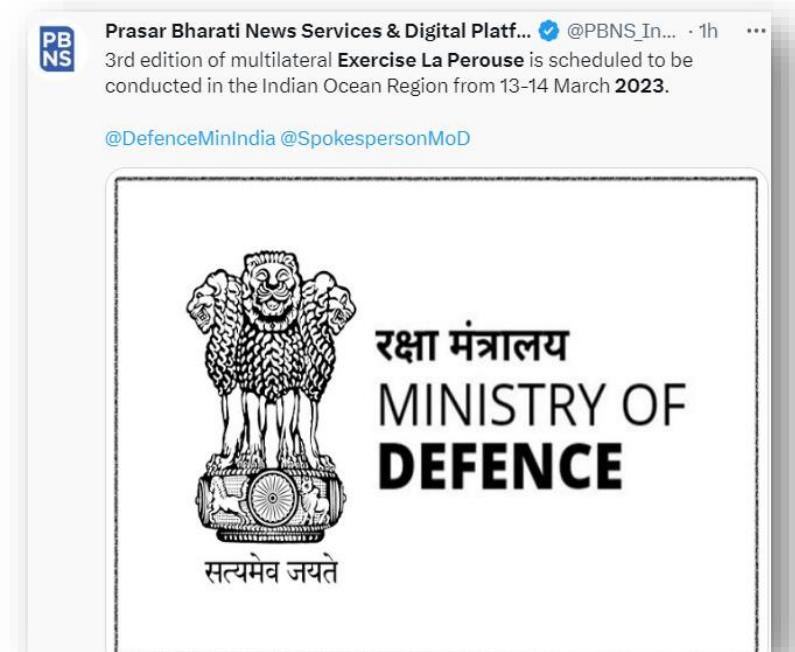 PB
NS
Prasar Bharati News Services & Digital Platf... @PBNS_In... · 1h
3rd edition of multilateral Exercise La Perouse is scheduled to be
conducted in the Indian Ocean Region from 13-14 March 2023.
@DefenceMinIndia @SpokespersonMoD
रक्षा मंत्रालय
MINISTRY OF
DEFENCE
सत्यमेव जयते